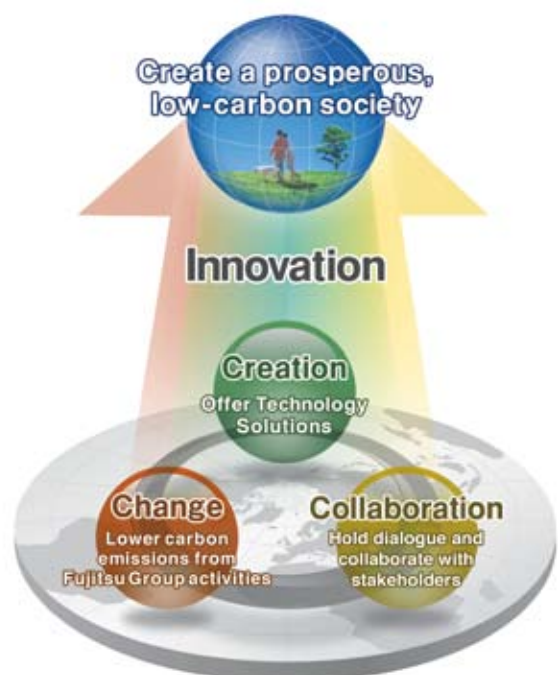 Create a prosperous,
low-carbon society
Innovation
Creation
Offer Technology
Solutions
Change
Lower carbon
emissions from
Fujitsu Group activities
Collaboration
Hold dialogue and
collaborate with
stakeholders